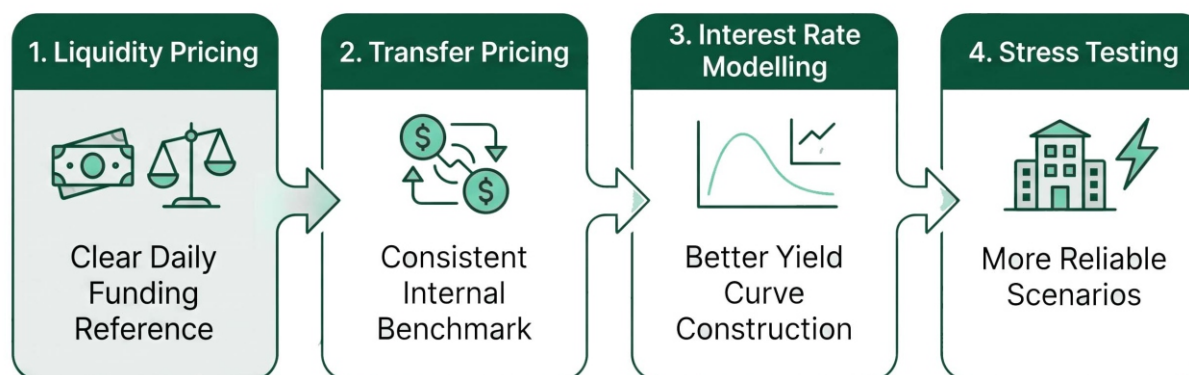 1. Liquidity Pricing
Clear Daily
Funding
Reference
2. Transfer Pricing
$
$
Consistent
Internal
Benchmark
3. Interest Rate
Modelling
Better Yield
Curve
Construction
4. Stress Testing
More Reliable
Scenarios